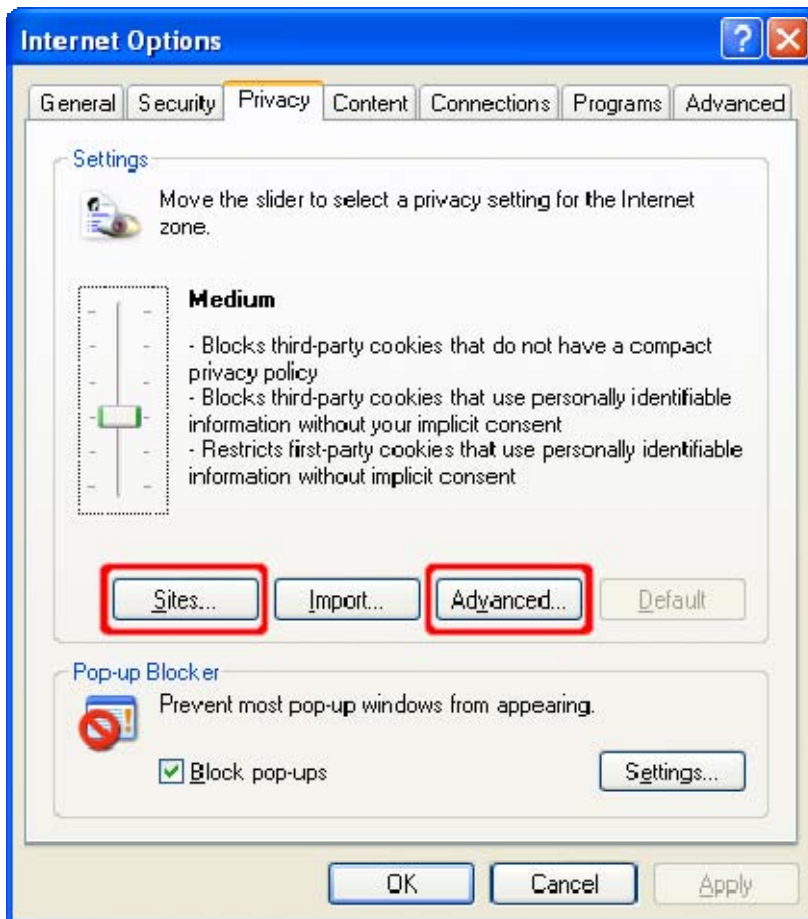 Internet Options
General Security Privacy Content Connections Programs Advanced
Settings
Move the slider to select a privacy setting for the Internet
zone.
Medium
- Blocks third-party cookies that do not have a compact
privacy policy
- Blocks third-party cookies that use personally identifiable
information without your implicit consent
- Restricts first-party cookies that use personally identifiable
information without implicit consent
Sites... Import... Advanced... Default
Pop-up Blocker
Prevent most pop-up windows from appearing.
Block pop-ups Settings...
OK Cancel Apply